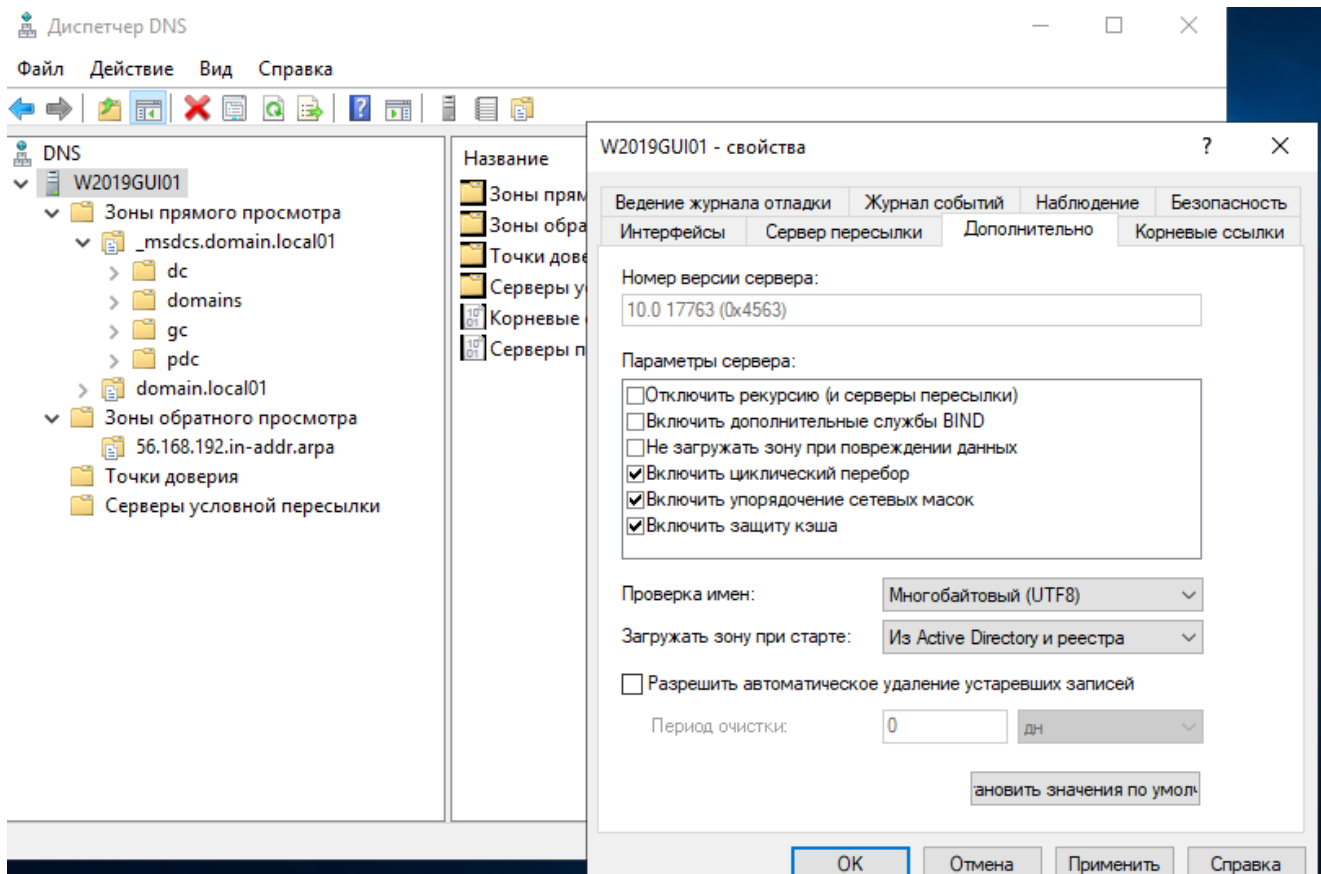 Диспетчер DNS
Файл Действие Вид Справка
DNS
W2019GUI01
Зоны прямого просмотра
_msdcs.domain.local01
dc
domains
gc
pdc
domain.local01
Зоны обратного просмотра
56.168.192.in-addr.arpa
Точки доверия
Серверы условной пересылки
Название
Зоны прям
Зоны обра
Точки дове
Серверы у
Корневые
Серверы п
W2019GUI01 - свойства
Ведение журнала отладки Журнал событий Наблюдение Безопасность
Интерфейсы Сервер пересылки Дополнительно Корневые ссылки
Номер версии сервера:
10.0 17763 (0x4563)
Параметры сервера:
Отключить рекурсию (и серверы пересылки)
Включить дополнительные службы BIND
Не загружать зону при повреждении данных
Включить циклический перебор
Включить упорядочение сетевых масок
Включить защиту кэша
Проверка имен: Многобайтовый (UTF8)
Загружать зону при старте: Из Active Directory и реестра
Разрешить автоматическое удаление устаревших записей
Период очистки: 0 дн
ановить значения по умолч
OK Отмена Применить Справка